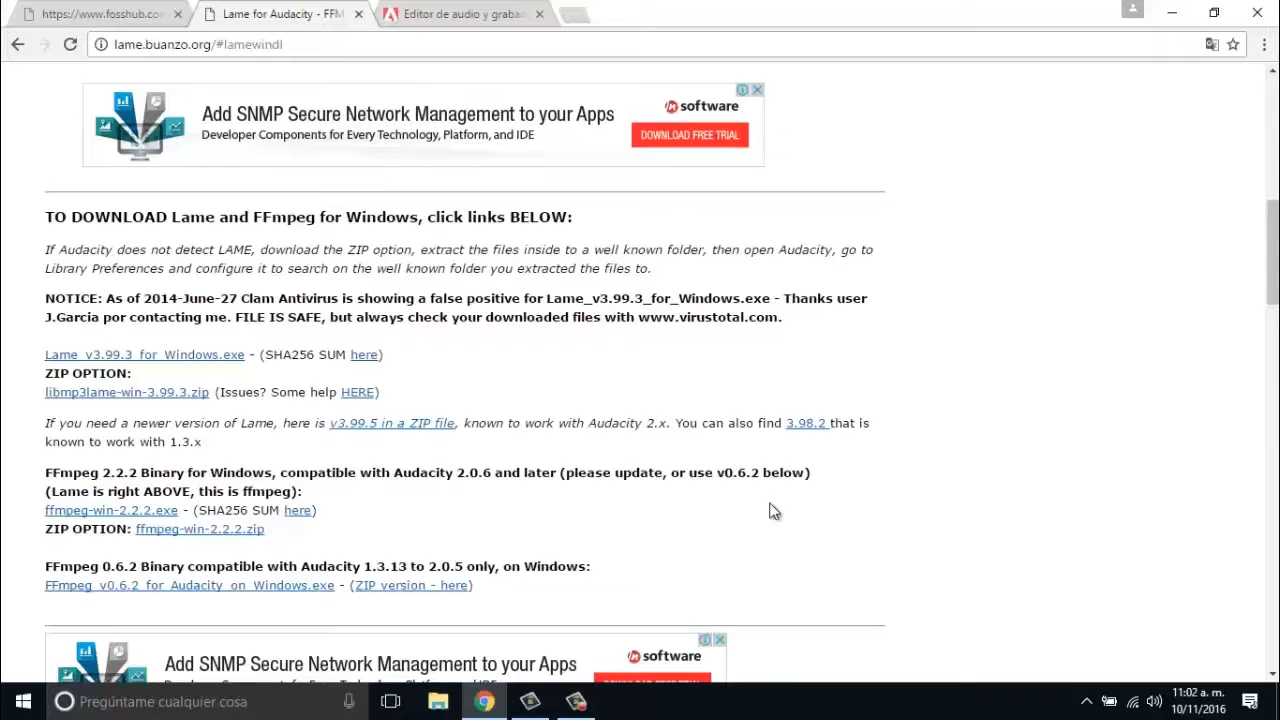 https://www.fosshub.com
Lame for Audacity - FFM
Editor de audio y graba
lame.buanzo.org/#lamewindl
Add SNMP Secure Network Management to your Apps
Developer Components for Every Technology, Platform, and IDE
software
DOWNLOAD FREE TRIAL
TO DOWNLOAD Lame and FFmpeg for Windows, click links BELOW:
If Audacity does not detect LAME, download the ZIP option, extract the files inside to a well known folder, then open Audacity, go to
Library Preferences and configure it to search on the well known folder you extracted the files to.
NOTICE: As of 2014-June-27 Clam Antivirus is showing a false positive for Lame_v3.99.3_for_Windows.exe - Thanks user
J.Garcia por contacting me. FILE IS SAFE, but always check your downloaded files with www.virustotal.com.
Lame_v3.99.3_for_Windows.exe - (SHA256 SUM here)
ZIP OPTION:
libmp3lame-win-3.99.3.zip (Issues? Some help HERE)
If you need a newer version of Lame, here is v3.99.5 in a ZIP file, known to work with Audacity 2.x. You can also find 3.98.2 that is
known to work with 1.3.x
FFmpeg 2.2.2 Binary for Windows, compatible with Audacity 2.0.6 and later (please update, or use v0.6.2 below)
(Lame is right ABOVE, this is ffmpeg):
ffmpeg-win-2.2.2.exe - (SHA256 SUM here)
ZIP OPTION: ffmpeg-win-2.2.2.zip
FFmpeg 0.6.2 Binary compatible with Audacity 1.3.13 to 2.0.5 only, on Windows:
FFmpeg_v0.6.2_for_Audacity_on_Windows.exe - (ZIP version - here)
Add SNMP Secure Network Management to your Apps
software
Pregúntame cualquier cosa
11:02 a. m.
10/11/2016